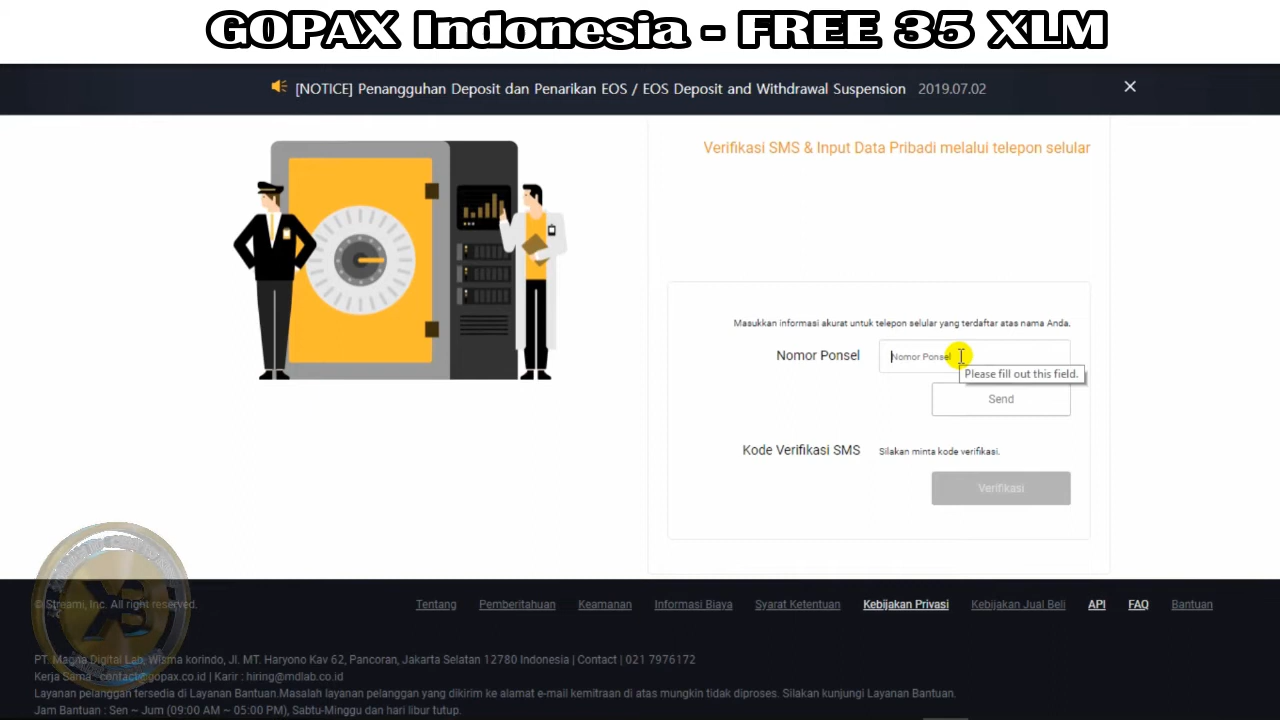 GOPAX Indonesia - FREE 35 XLM
[NOTICE] Penangguhan Deposit dan Penarikan EOS / EOS Deposit and Withdrawal Suspension 2019.07.02
Verifikasi SMS & Input Data Pribadi melalui telepon selular
Masukkan informasi akurat untuk telepon selular yang terdaftar atas nama Anda.
Nomor Ponsel Nomor Ponsel
Please fill out this field.
Send
Kode Verifikasi SMS Silakan minta kode verifikasi.
Verifikasi
© Streami, Inc. All right reserved. Tentang Pemberitahuan Keamanan Informasi Biaya Syarat Ketentuan Kebijakan Privasi Kebijakan Jual Beli API FAQ Bantuan
PT. Magna Digital Lab, Wisma korindo, Jl. MT. Haryono Kav 62, Pancoran, Jakarta Selatan 12780 Indonesia | Contact | 021 7976172
Kerja Sama : contact@gopax.co.id | Karir : hiring@mdlab.co.id
Layanan pelanggan tersedia di Layanan Bantuan.Masalah layanan pelanggan yang dikirim ke alamat e-mail kemitraan di atas mungkin tidak diproses. Silakan kunjungi Layanan Bantuan.
Jam Bantuan : Sen ~ Jum (09:00 AM ~ 05:00 PM), Sabtu-Minggu dan hari libur tutup.